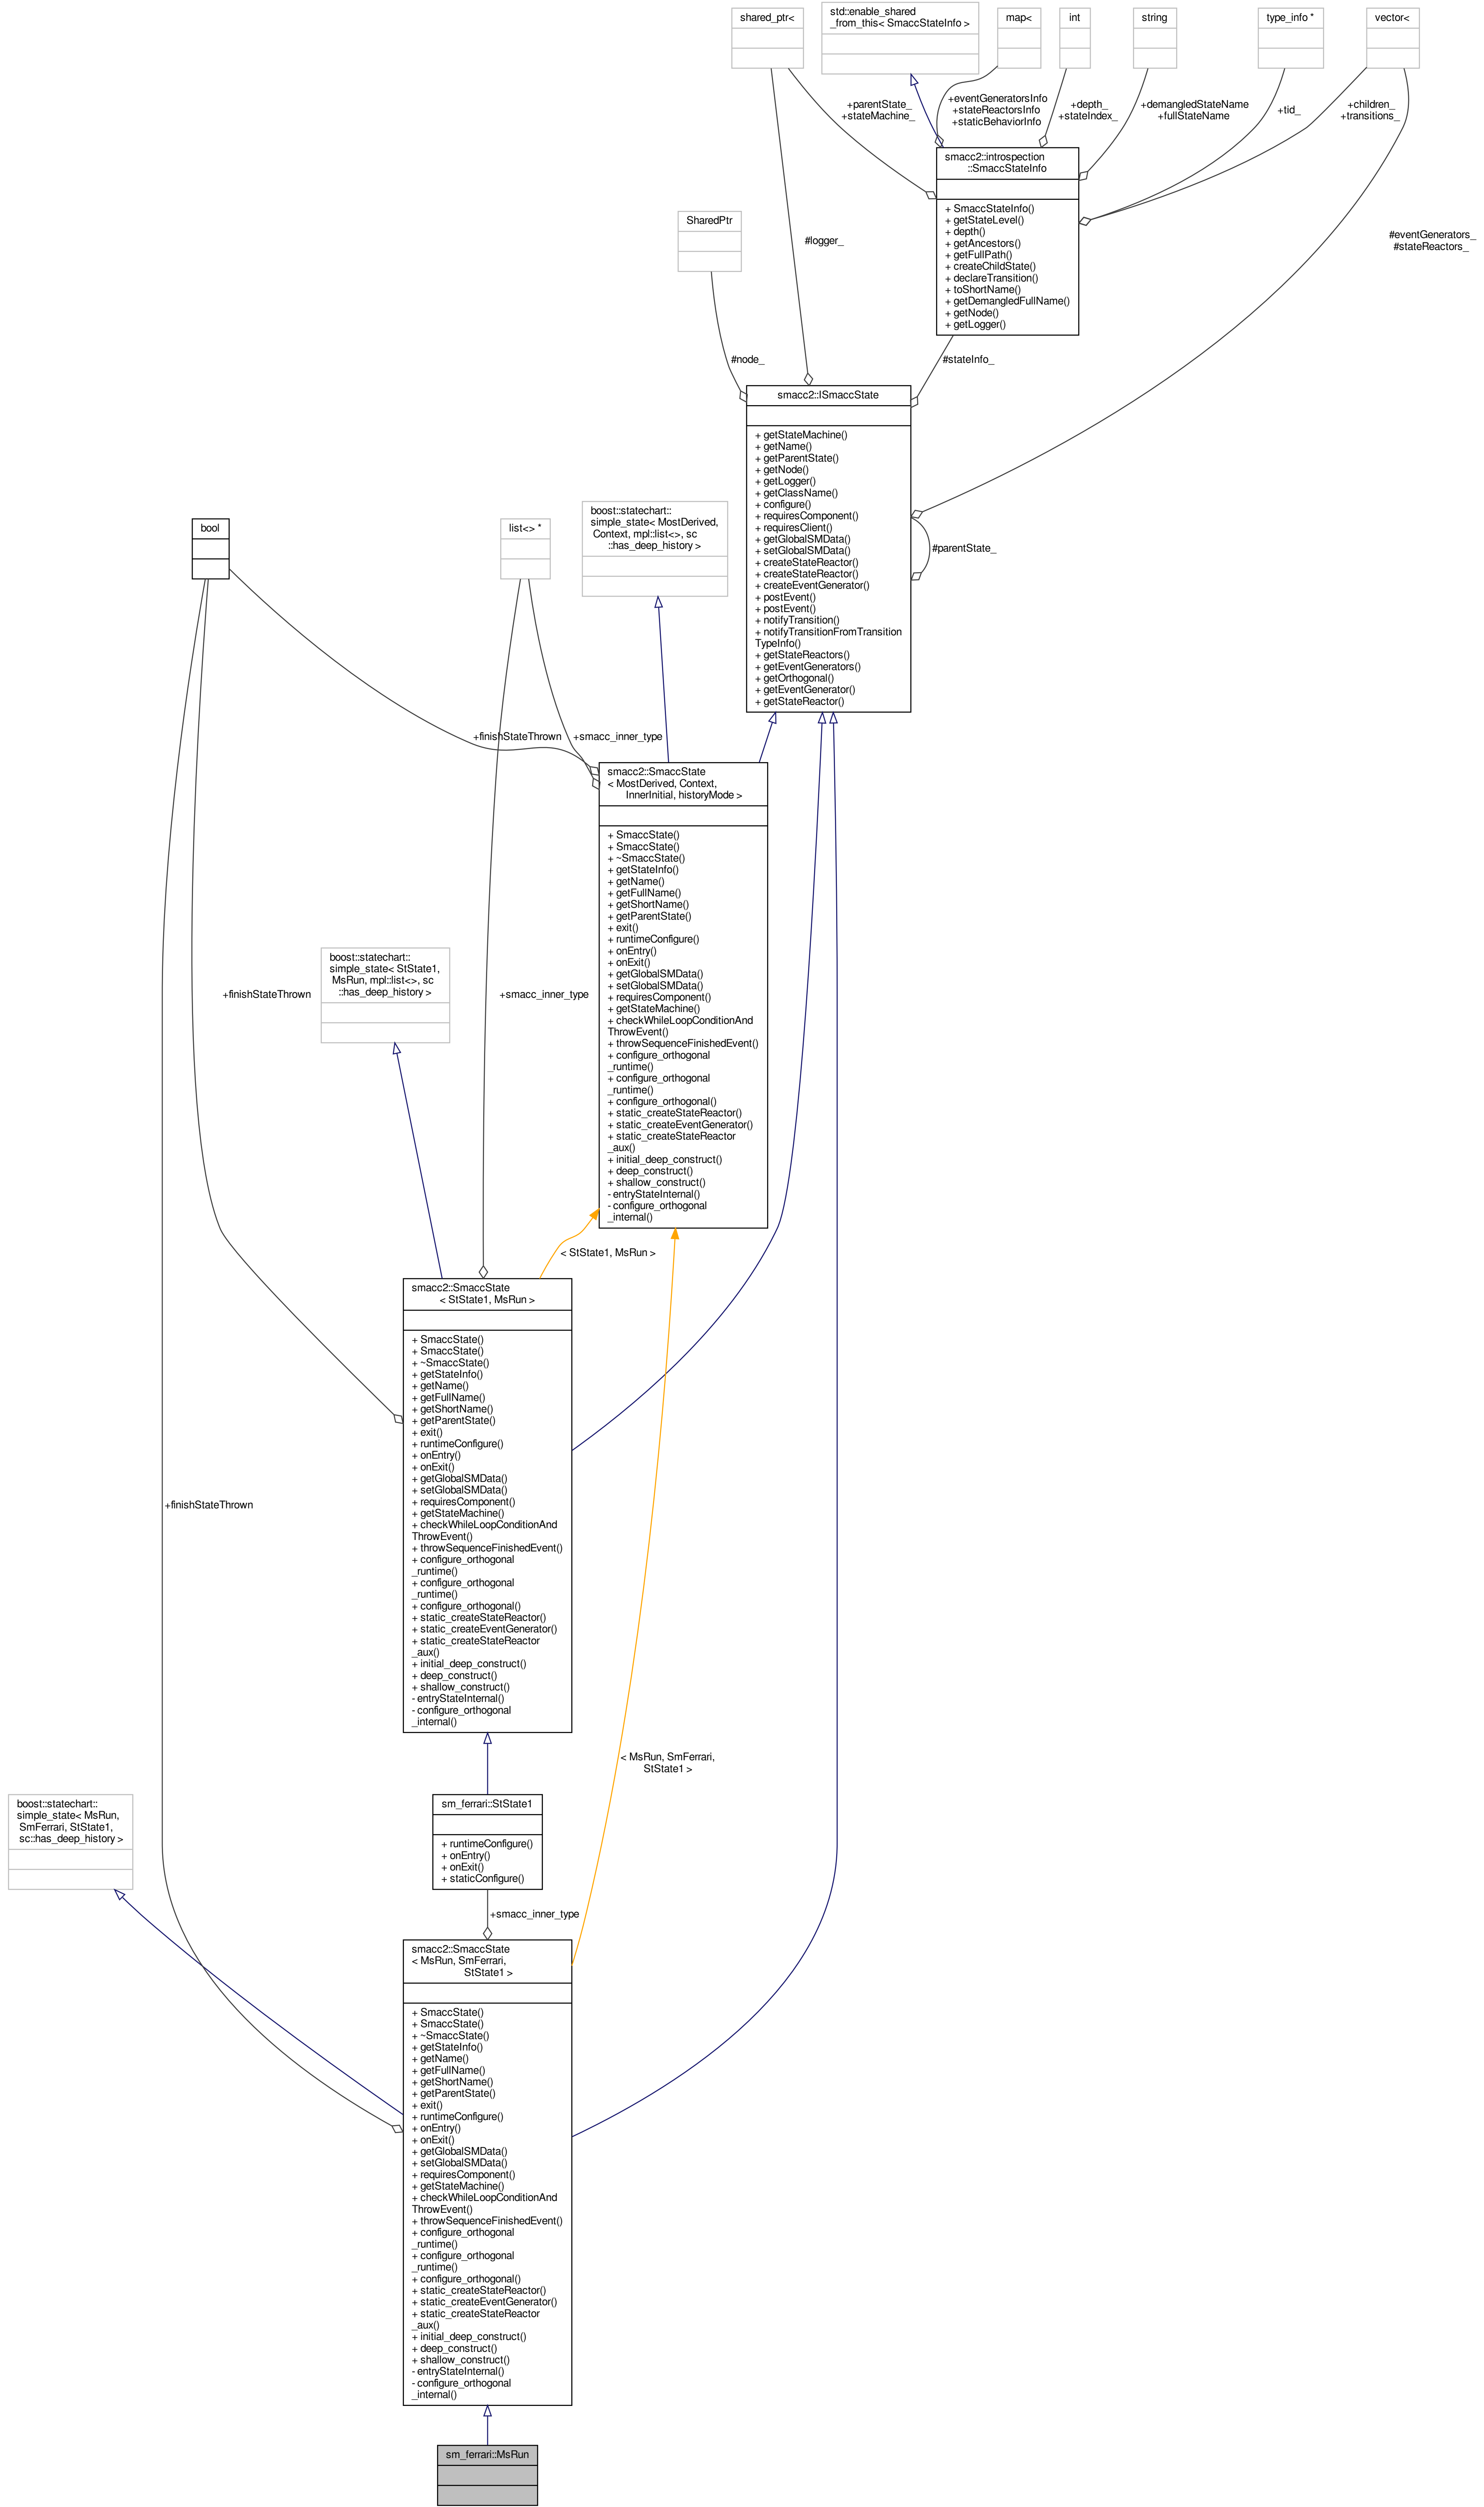 shared_ptr<
std::enable_shared
_from_this< SmaccStateInfo >
map<
int
string
type_info *
vector<
+parentState_
+stateMachine_
+eventGeneratorsInfo
+stateReactorsInfo
+staticBehaviorInfo
+depth_
+stateIndex_
+demangledStateName
+fullStateName
+tid_
+children_
+transitions_
smacc2::introspection
::SmaccStateInfo
+ SmaccStateInfo()
+ getStateLevel()
+ depth()
+ getAncestors()
+ getFullPath()
+ createChildState()
+ declareTransition()
+ toShortName()
+ getDemangledFullName()
+ getNode()
+ getLogger()
SharedPtr
#logger_
#eventGenerators_
#stateReactors_
#node_
#stateInfo_
smacc2::ISmaccState
+ getStateMachine()
+ getName()
+ getParentState()
+ getNode()
+ getLogger()
+ getClassName()
+ configure()
+ requiresComponent()
+ requiresClient()
+ getGlobalSMData()
+ setGlobalSMData()
+ createStateReactor()
+ createStateReactor()
+ createEventGenerator()
+ postEvent()
+ postEvent()
+ notifyTransition()
+ notifyTransitionFromTransition
TypeInfo()
+ getStateReactors()
+ getEventGenerators()
+ getOrthogonal()
+ getEventGenerator()
+ getStateReactor()
#parentState_
bool
list<> *
boost::statechart::
simple_state< MostDerived,
Context, mpl::list<>, sc
::has_deep_history >
+finishStateThrown
+smacc_inner_type
smacc2::SmaccState
< MostDerived, Context,
InnerInitial, historyMode >
+ SmaccState()
+ SmaccState()
+ ~SmaccState()
+ getStateInfo()
+ getName()
+ getFullName()
+ getShortName()
+ getParentState()
+ exit()
+ runtimeConfigure()
+ onEntry()
+ onExit()
+ getGlobalSMData()
+ setGlobalSMData()
+ requiresComponent()
+ getStateMachine()
+ checkWhileLoopConditionAnd
ThrowEvent()
+ throwSequenceFinishedEvent()
+ configure_orthogonal
_runtime()
+ configure_orthogonal
_runtime()
+ configure_orthogonal()
+ static_createStateReactor()
+ static_createEventGenerator()
+ static_createStateReactor
_aux()
+ initial_deep_construct()
+ deep_construct()
+ shallow_construct()
- entryStateInternal()
- configure_orthogonal
_internal()
boost::statechart::
simple_state< StState1,
MsRun, mpl::list<>, sc
::has_deep_history >
+finishStateThrown
+smacc_inner_type
< StState1, MsRun >
smacc2::SmaccState
< StState1, MsRun >
+ SmaccState()
+ SmaccState()
+ ~SmaccState()
+ getStateInfo()
+ getName()
+ getFullName()
+ getShortName()
+ getParentState()
+ exit()
+ runtimeConfigure()
+ onEntry()
+ onExit()
+ getGlobalSMData()
+ setGlobalSMData()
+ requiresComponent()
+ getStateMachine()
+ checkWhileLoopConditionAnd
ThrowEvent()
+ throwSequenceFinishedEvent()
+ configure_orthogonal
_runtime()
+ configure_orthogonal
_runtime()
+ configure_orthogonal()
+ static_createStateReactor()
+ static_createEventGenerator()
+ static_createStateReactor
_aux()
+ initial_deep_construct()
+ deep_construct()
+ shallow_construct()
- entryStateInternal()
- configure_orthogonal
_internal()
+finishStateThrown
< MsRun, SmFerrari,
StState1 >
boost::statechart::
simple_state< MsRun,
SmFerrari, StState1,
sc::has_deep_history >
sm_ferrari::StState1
+ runtimeConfigure()
+ onEntry()
+ onExit()
+ staticConfigure()
+smacc_inner_type
smacc2::SmaccState
< MsRun, SmFerrari,
StState1 >
+ SmaccState()
+ SmaccState()
+ ~SmaccState()
+ getStateInfo()
+ getName()
+ getFullName()
+ getShortName()
+ getParentState()
+ exit()
+ runtimeConfigure()
+ onEntry()
+ onExit()
+ getGlobalSMData()
+ setGlobalSMData()
+ requiresComponent()
+ getStateMachine()
+ checkWhileLoopConditionAnd
ThrowEvent()
+ throwSequenceFinishedEvent()
+ configure_orthogonal
_runtime()
+ configure_orthogonal
_runtime()
+ configure_orthogonal()
+ static_createStateReactor()
+ static_createEventGenerator()
+ static_createStateReactor
_aux()
+ initial_deep_construct()
+ deep_construct()
+ shallow_construct()
- entryStateInternal()
- configure_orthogonal
_internal()
sm_ferrari::MsRun